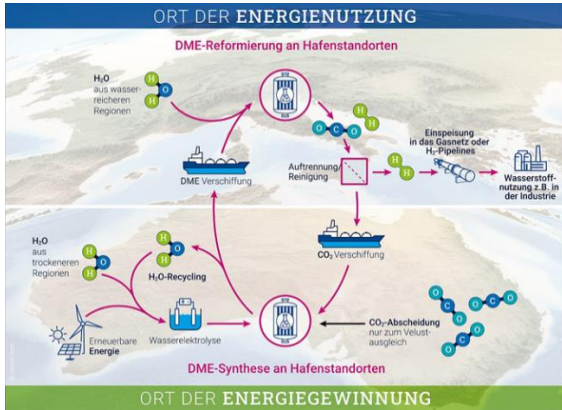 ORT DER ENERGIENUTZUNG
DME-Reformierung an Hafenstandorten
H₂O
aus wasser-
reicheren
Regionen
H
H
O
H
H
O
C
O
Einspeisung
in das Gasnetz oder
H₂-Pipelines
Auftrennung/
Reinigung
H
H
Wasserstoff-
nutzung z.B. in
der Industrie
DME Verschiffung
CO₂ Verschiffung
H₂O
aus
trockeneren
Regionen
H
H
O
H
H
O
H₂O-Recycling
O
C
O
O
C
O
O
C
O
Erneuerbare
Energie
Wasserelektrolyse
CO₂-Abscheidung
nur zum Velust-
ausgleich
DME-Synthese an Hafenstandorten
ORT DER ENERGIEGEWINNUNG